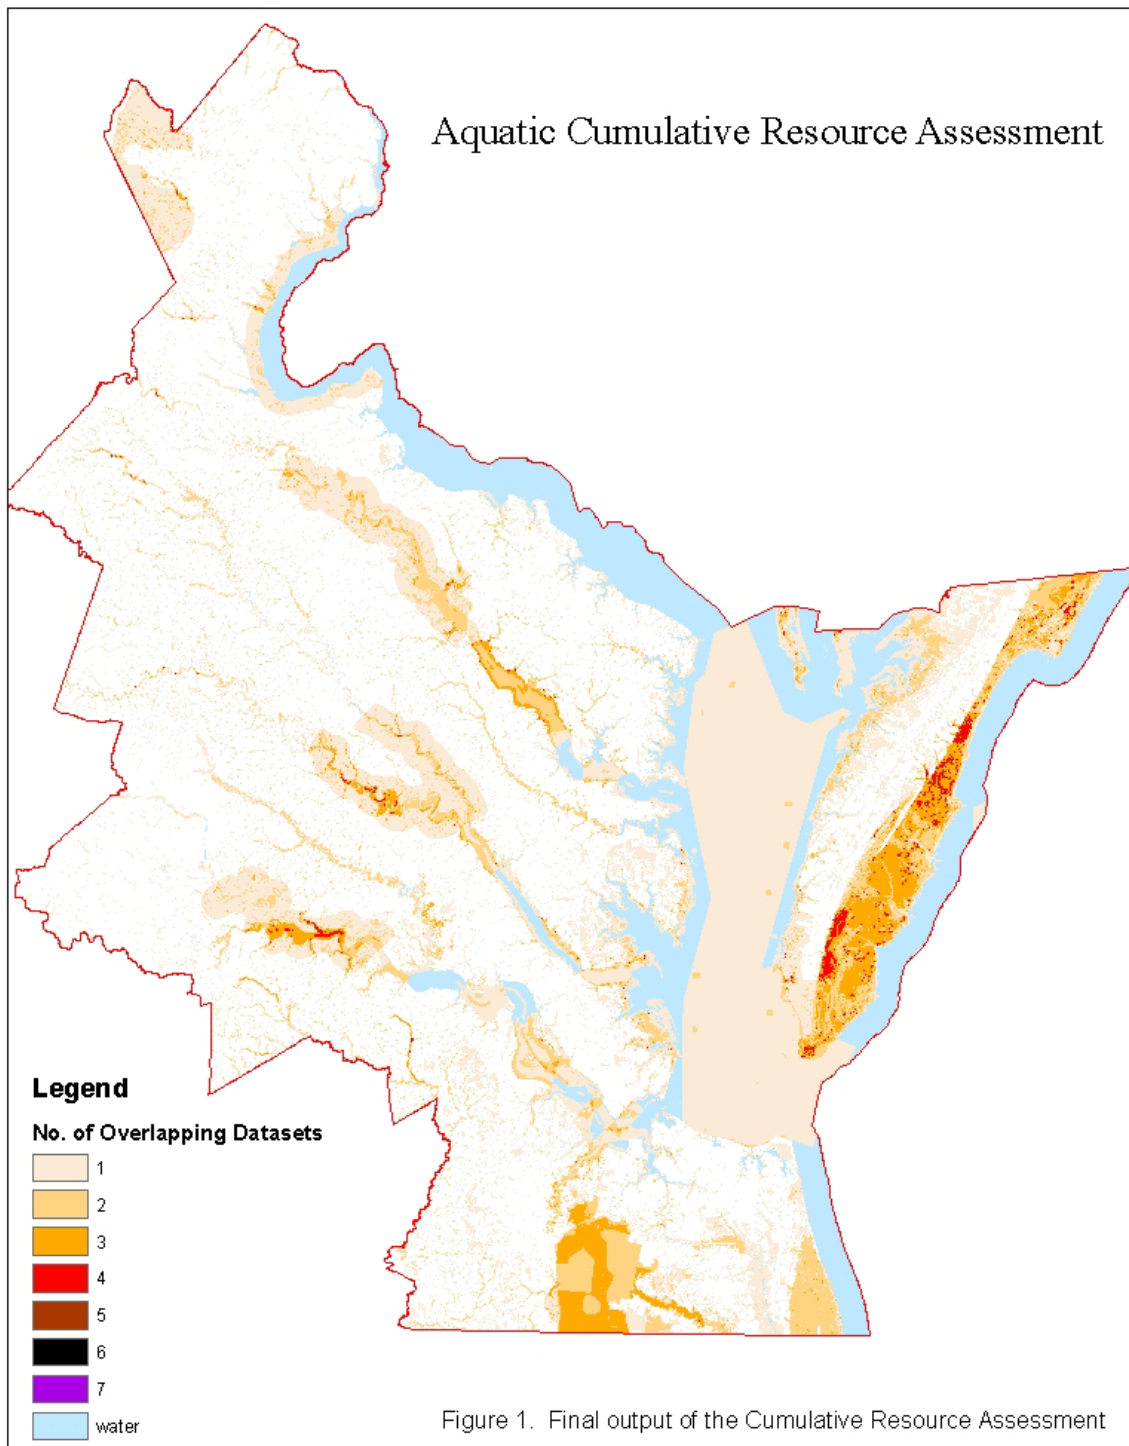 Aquatic Cumulative Resource Assessment
Legend
No. of Overlapping Datasets
1
2
3
4
5
6
7
water
Figure 1. Final output of the Cumulative Resource Assessment